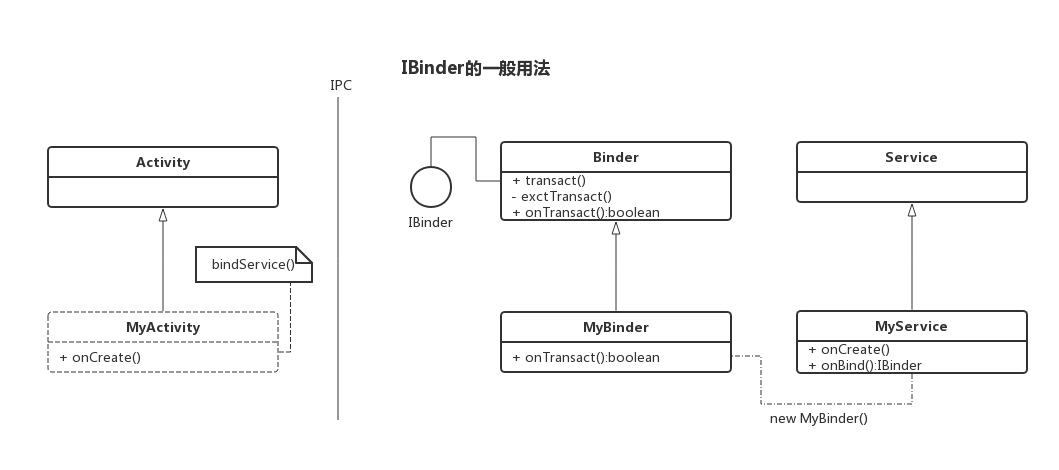 IBinder的一般用法
IPC
Activity
bindService()
MyActivity
+ onCreate()
IBinder
Binder
+ transact()
- exctTransact()
+ onTransact():boolean
MyBinder
+ onTransact():boolean
Service
MyService
+ onCreate()
+ onBind():IBinder
new MyBinder()